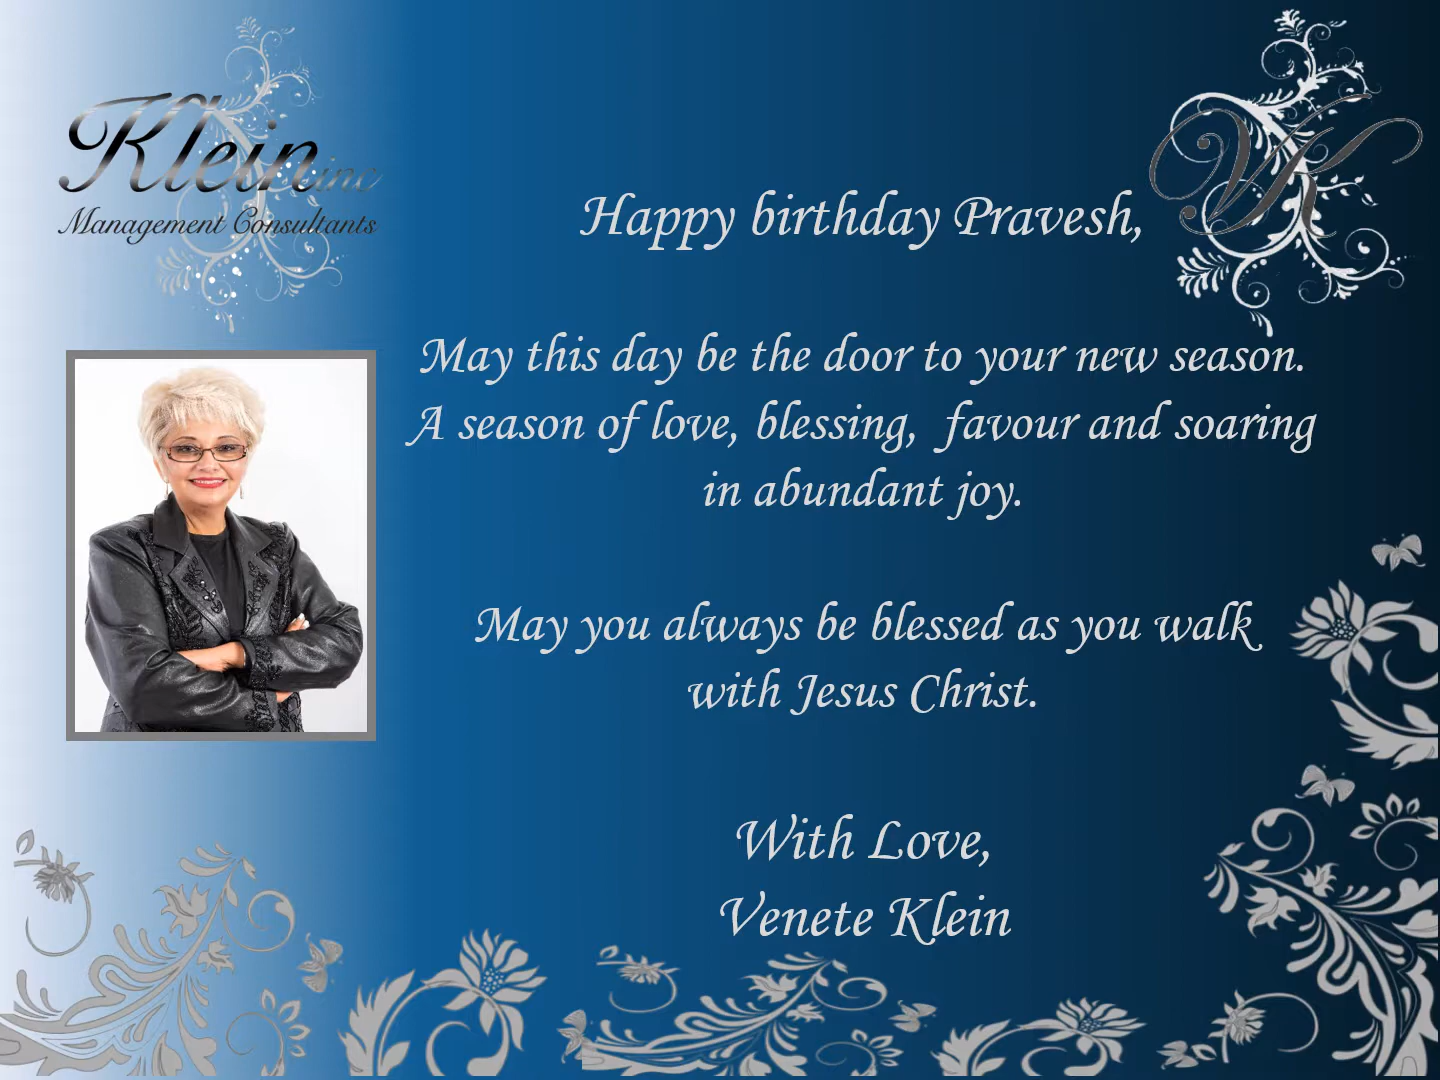 Klein inc
Management Consultants
VK
Happy birthday Pravesh,
May this day be the door to your new season.
A season of love, blessing,  favour and soaring
in abundant joy.
May you always be blessed as you walk
with Jesus Christ.
With Love,
Venete Klein